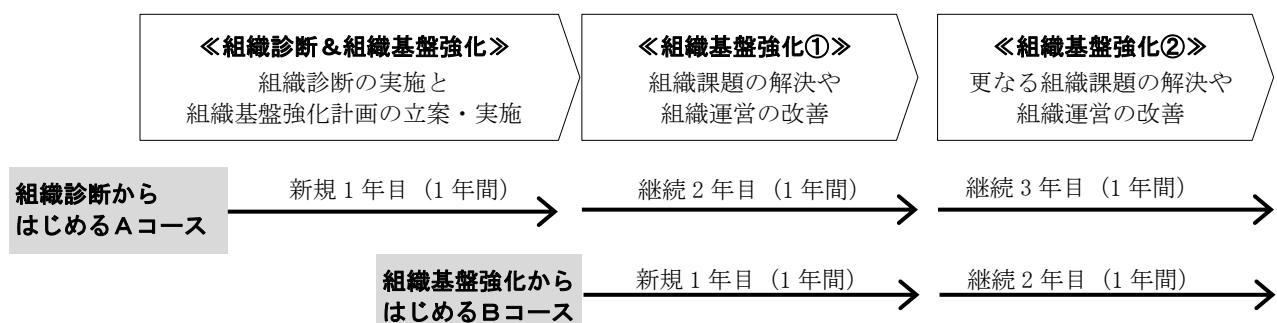 ≪組織診断&組織基盤強化≫
組織診断の実施と
組織基盤強化計画の立案・実施
≪組織基盤強化①≫
組織課題の解決や
組織運営の改善
≪組織基盤強化②≫
更なる組織課題の解決や
組織運営の改善
組織診断から
はじめるAコース
新規1年目(1年間)
継続2年目(1年間)
継続3年目(1年間)
組織基盤強化から
はじめるBコース
新規1年目(1年間)
継続2年目(1年間)